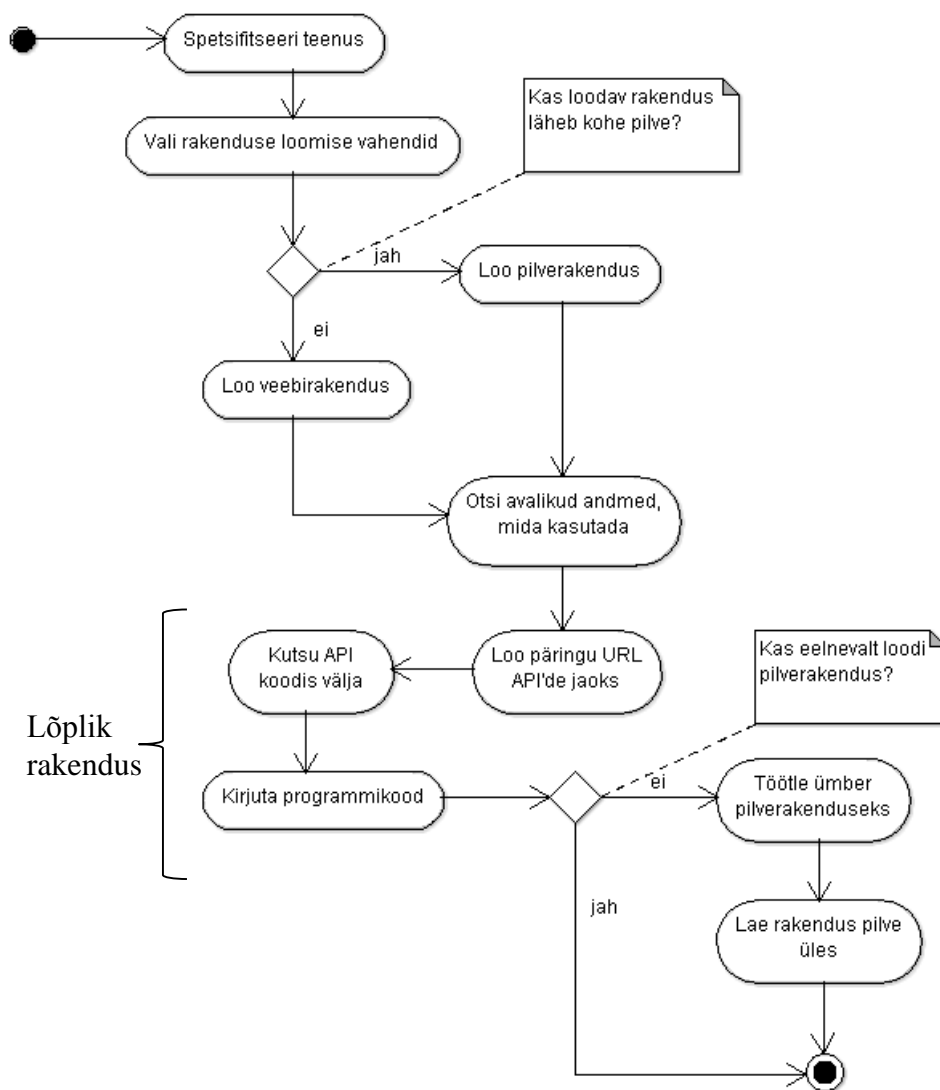 Spetsifitseeri teenus
Kas loodav rakendus
läheb kohe pilve?
Vali rakenduse loomise vahendid
jah
Loo pilverakendus
ei
Loo veebirakendus
Otsi avalikud andmed,
mida kasutada
Kas eelnevalt loodi
pilverakendus?
Kutsu API
koodis välja
Loo päringu URL
API'de jaoks
Lõplik
rakendus
Kirjuta programmikood
ei
Töötle ümber
pilverakenduseks
jah
Lae rakendus pilve
üles